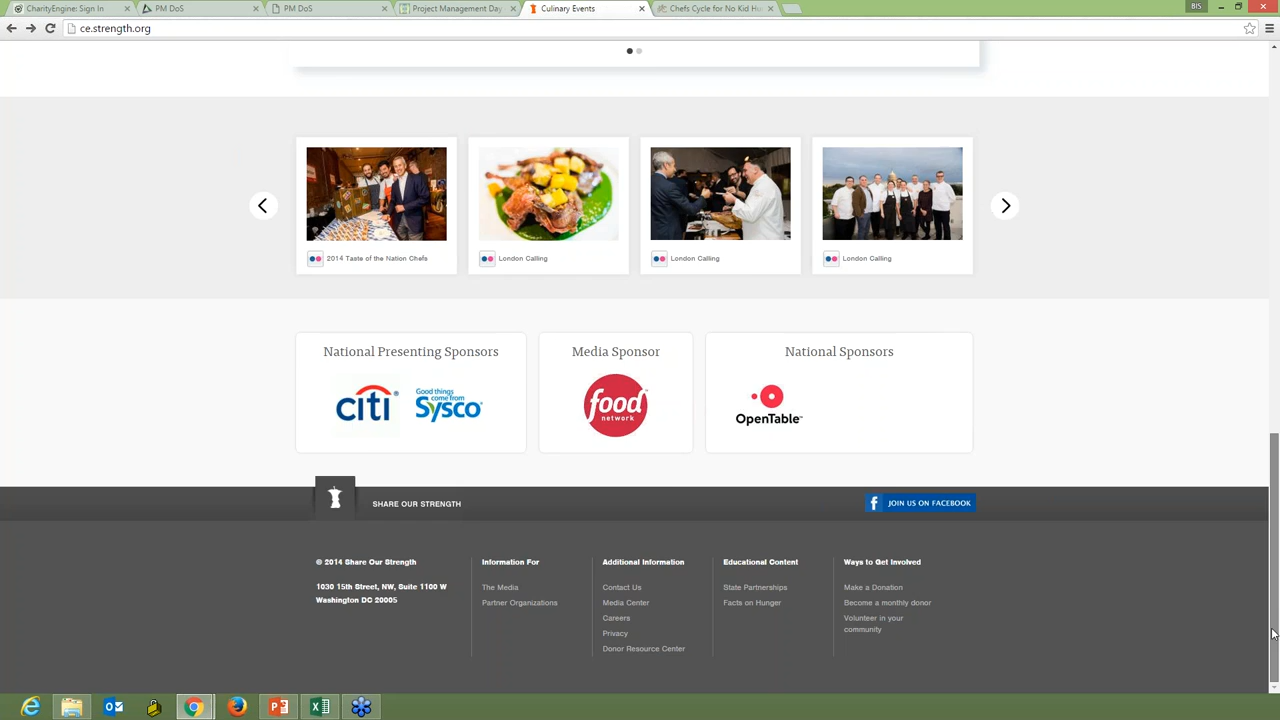 CharityEngine: Sign In
PM DoS
PM DoS
Project Management Day
Culinary Events
Chefs Cycle for No Kid Hu
BIS
ce.strength.org
2014 Taste of the Nation Chefs
London Calling
London Calling
London Calling
National Presenting Sponsors
Media Sponsor
National Sponsors
citi
Good things
come from
Sysco
food
network
OpenTable
SHARE OUR STRENGTH
JOIN US ON FACEBOOK
© 2014 Share Our Strength
1030 15th Street, NW, Suite 1100 W
Washington DC 20005
Information For
The Media
Partner Organizations
Additional Information
Contact Us
Media Center
Careers
Privacy
Donor Resource Center
Educational Content
State Partnerships
Facts on Hunger
Ways to Get Involved
Make a Donation
Become a monthly donor
Volunteer in your
community